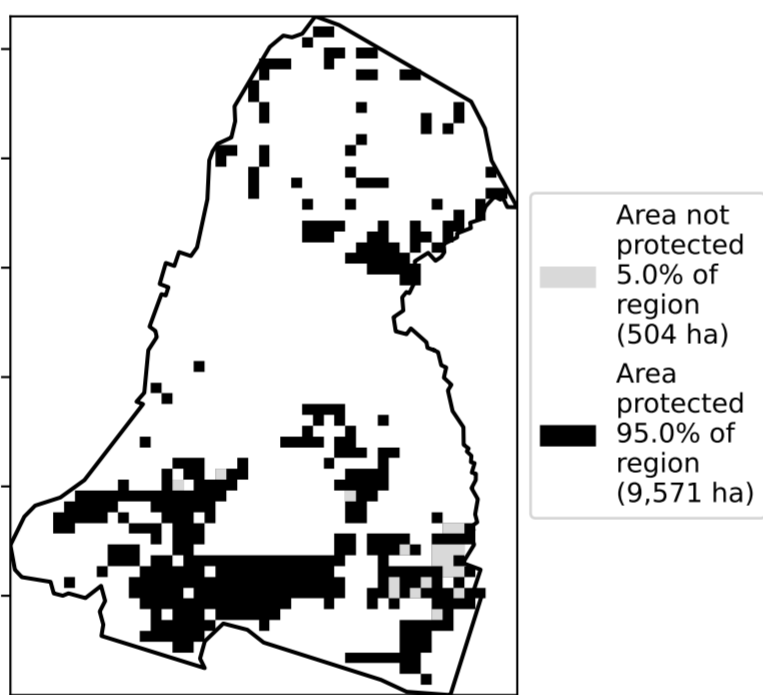 Area not
protected
5.0% of
region
(504 ha)
Area
protected
95.0% of
region
(9,571 ha)